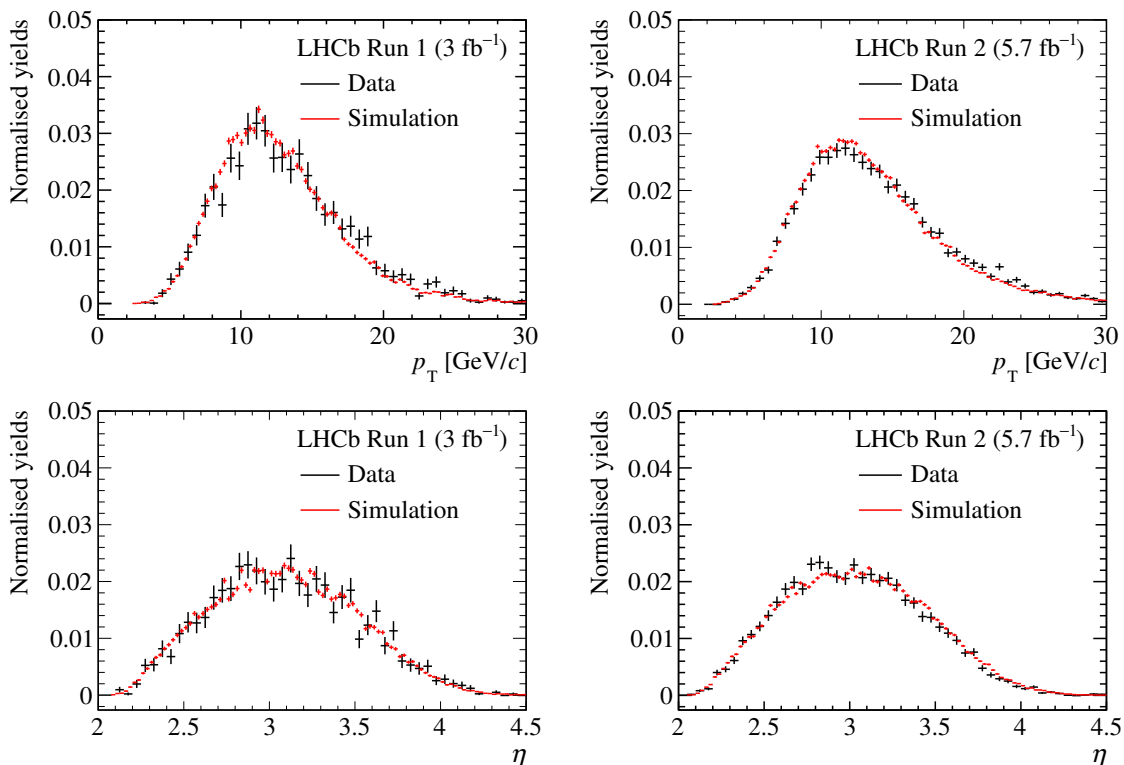 Normalised yields
0.05
0.04
0.03
0.02
0.01
0
LHCb Run 1 (3 fb⁻¹)
Data
Simulation
0 10 20 30
p_T [GeV/c]
Normalised yields
0.05
0.04
0.03
0.02
0.01
0
LHCb Run 2 (5.7 fb⁻¹)
Data
Simulation
0 10 20 30
p_T [GeV/c]
Normalised yields
0.05
0.04
0.03
0.02
0.01
0
LHCb Run 1 (3 fb⁻¹)
Data
Simulation
2 2.5 3 3.5 4 4.5
η
Normalised yields
0.05
0.04
0.03
0.02
0.01
0
LHCb Run 2 (5.7 fb⁻¹)
Data
Simulation
2 2.5 3 3.5 4 4.5
η